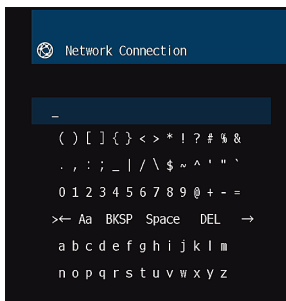 Network Connection
_
( ) [ ] { } < > * ! ? # % &
. , : ; _ | / \ $ ~ ^ ' " `
0 1 2 3 4 5 6 7 8 9 @ + - =
>← Aa BKSP Space DEL →
a b c d e f g h i j k l m
n o p q r s t u v w x y z